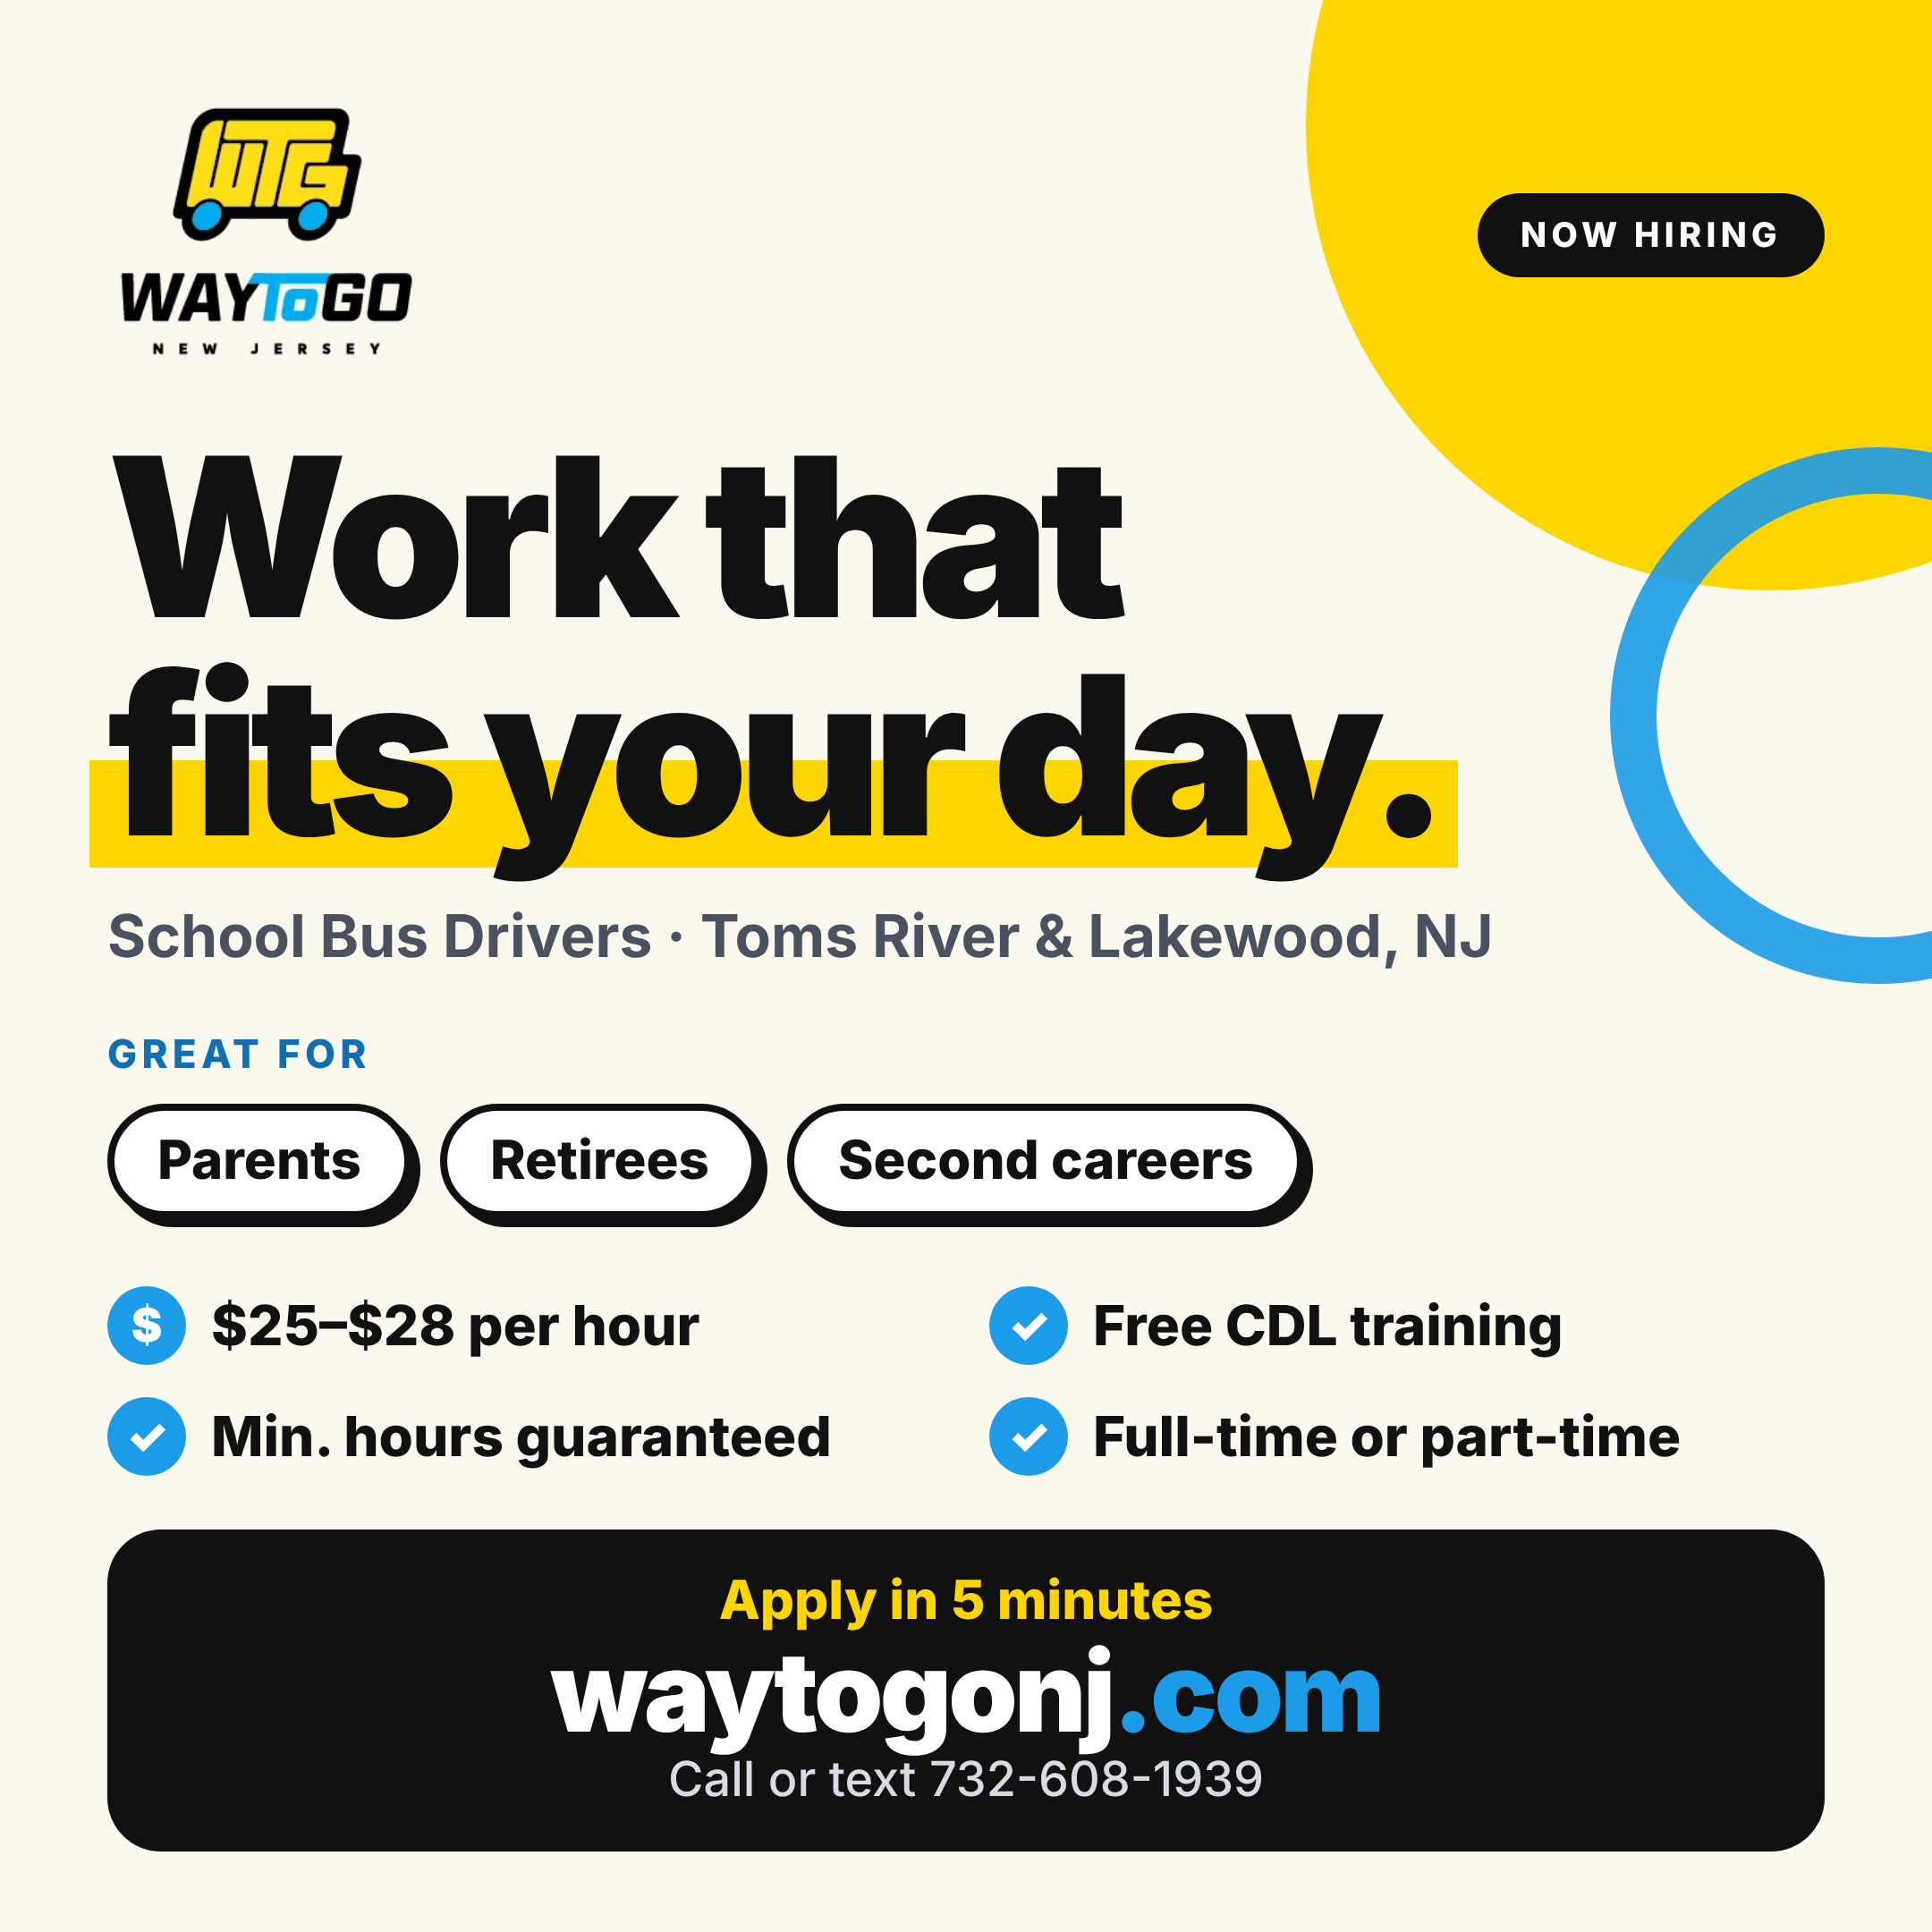 WTG
WAYToGO
NEW JERSEY
NOW HIRING
Work that
fits your day.
School Bus Drivers · Toms River & Lakewood, NJ
GREAT FOR
Parents
Retirees
Second careers
$ $25–$28 per hour
Free CDL training
Min. hours guaranteed
Full-time or part-time
Apply in 5 minutes
waytogonj.com
Call or text 732-608-1939